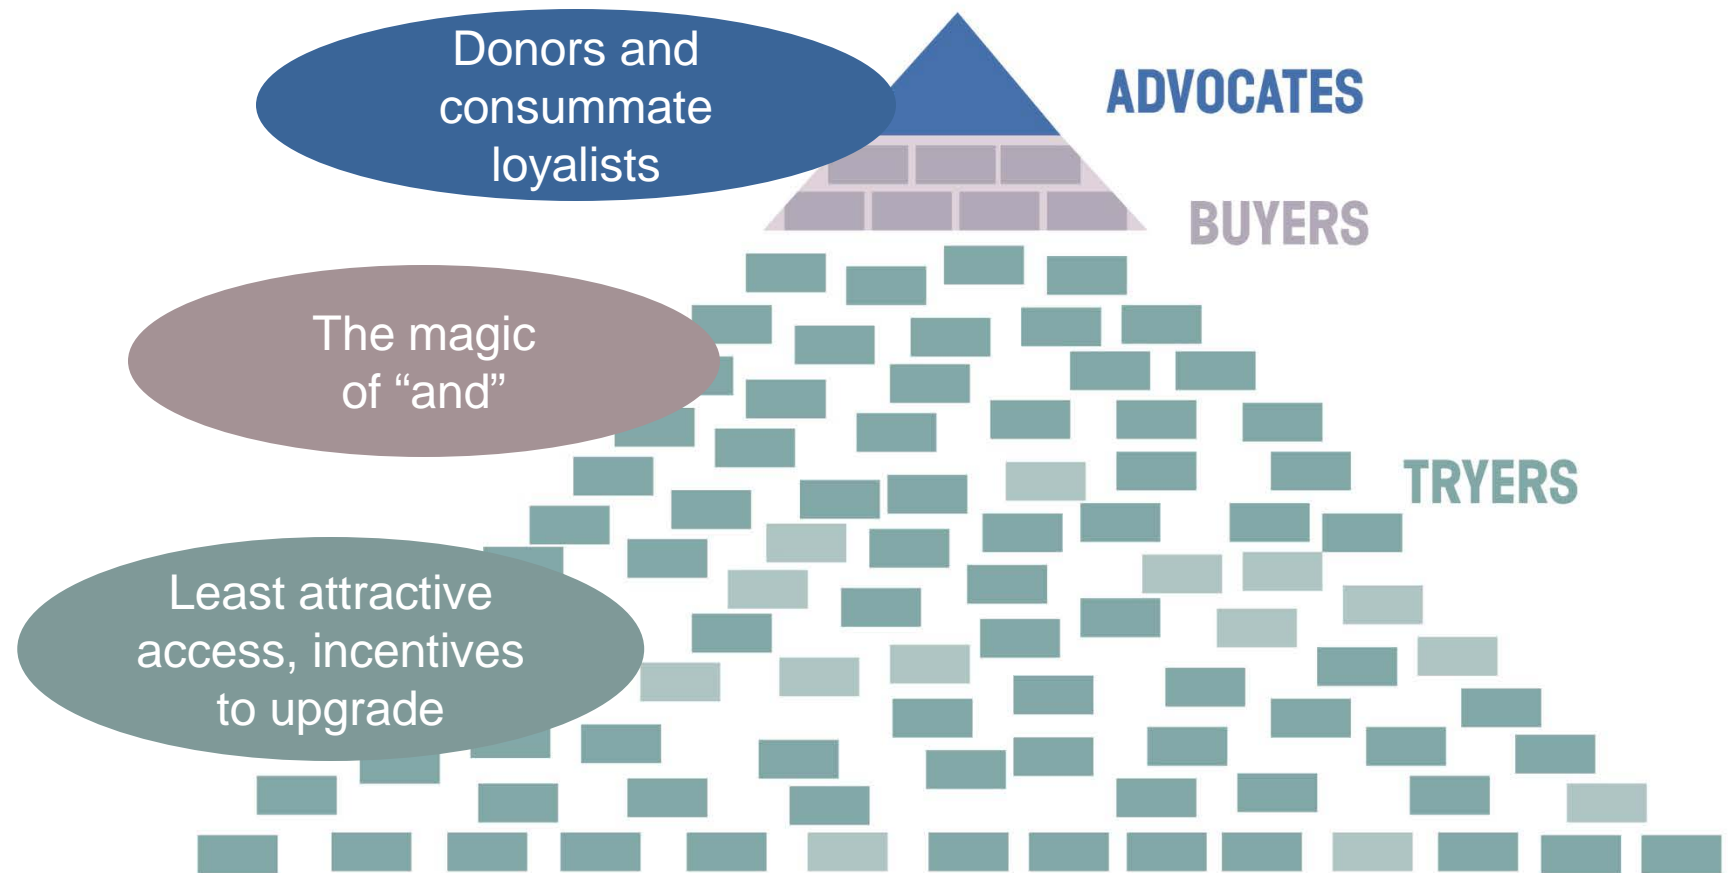 Donors and
consummate
loyalists
ADVOCATES
BUYERS
The magic
of “and”
TRYERS
Least attractive
access, incentives
to upgrade